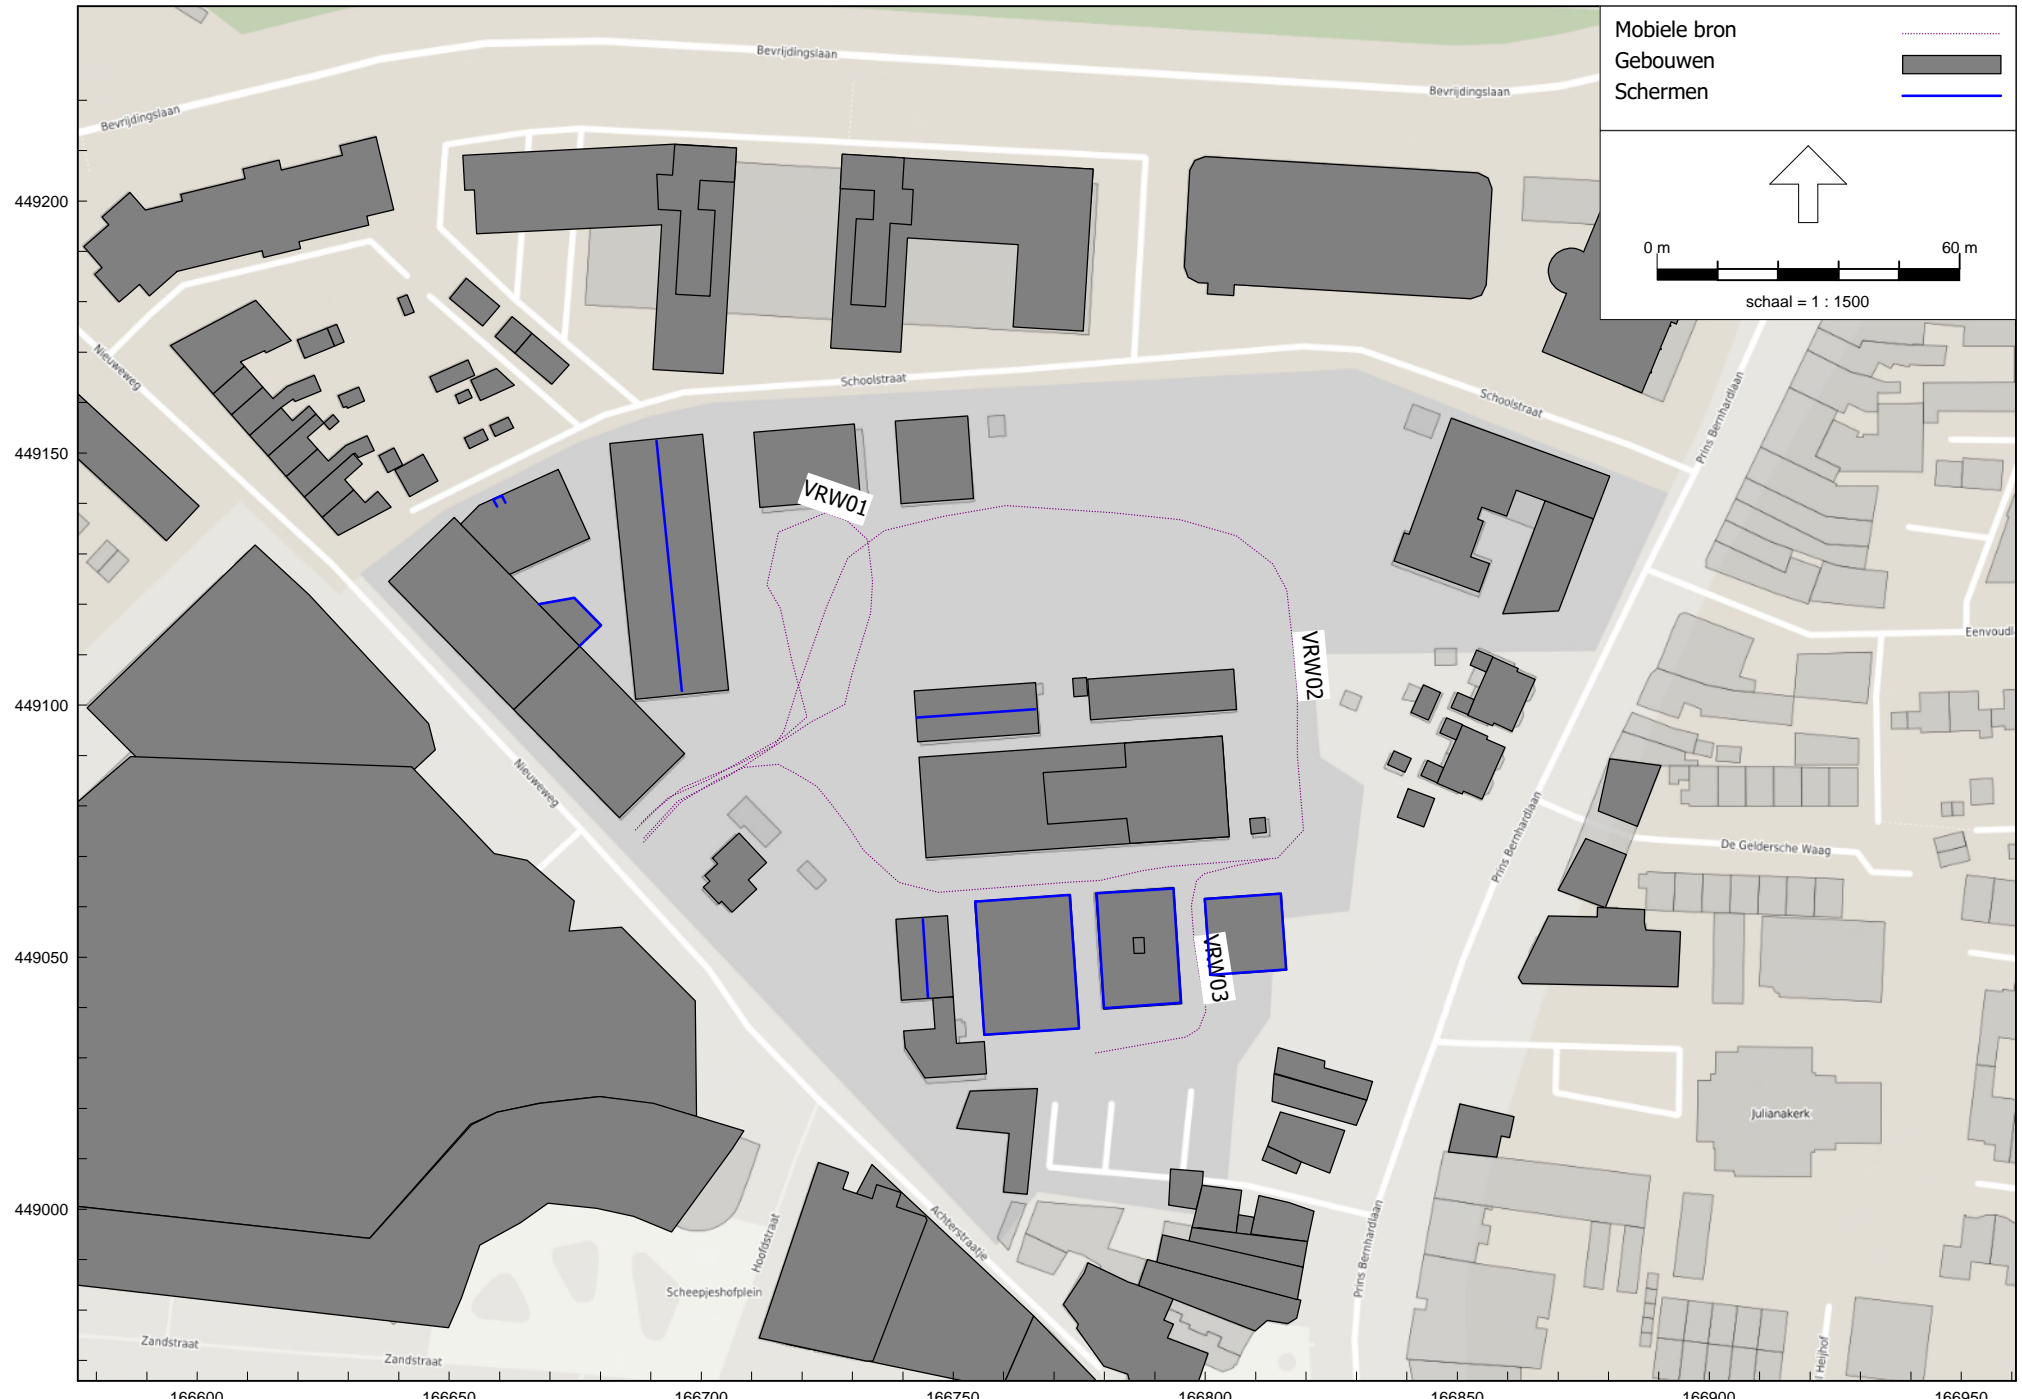 Mobiele bron
Gebouwen
Schermen
0 m
60 m
schaal = 1 : 1500
Bevrijdingslaan
Bevrijdingslaan
Bevrijdingslaan
449200
Nieuweweg
Schoolstraat
Schoolstraat
Prins Bernhardlaan
449150
VRW01
Eenvoudl
VRW02
449100
Nieuweweg
Prins Bernhardlaan
De Geldersche Waag
449050
VRW03
Julianakerk
449000
Hoofdstraat
Achterstraatje
Prins Bernhardlaan
Scheepjeshofplein
Zandstraat
Zandstraat
Heijhof
166600
166650
166700
166750
166800
166850
166900
166950